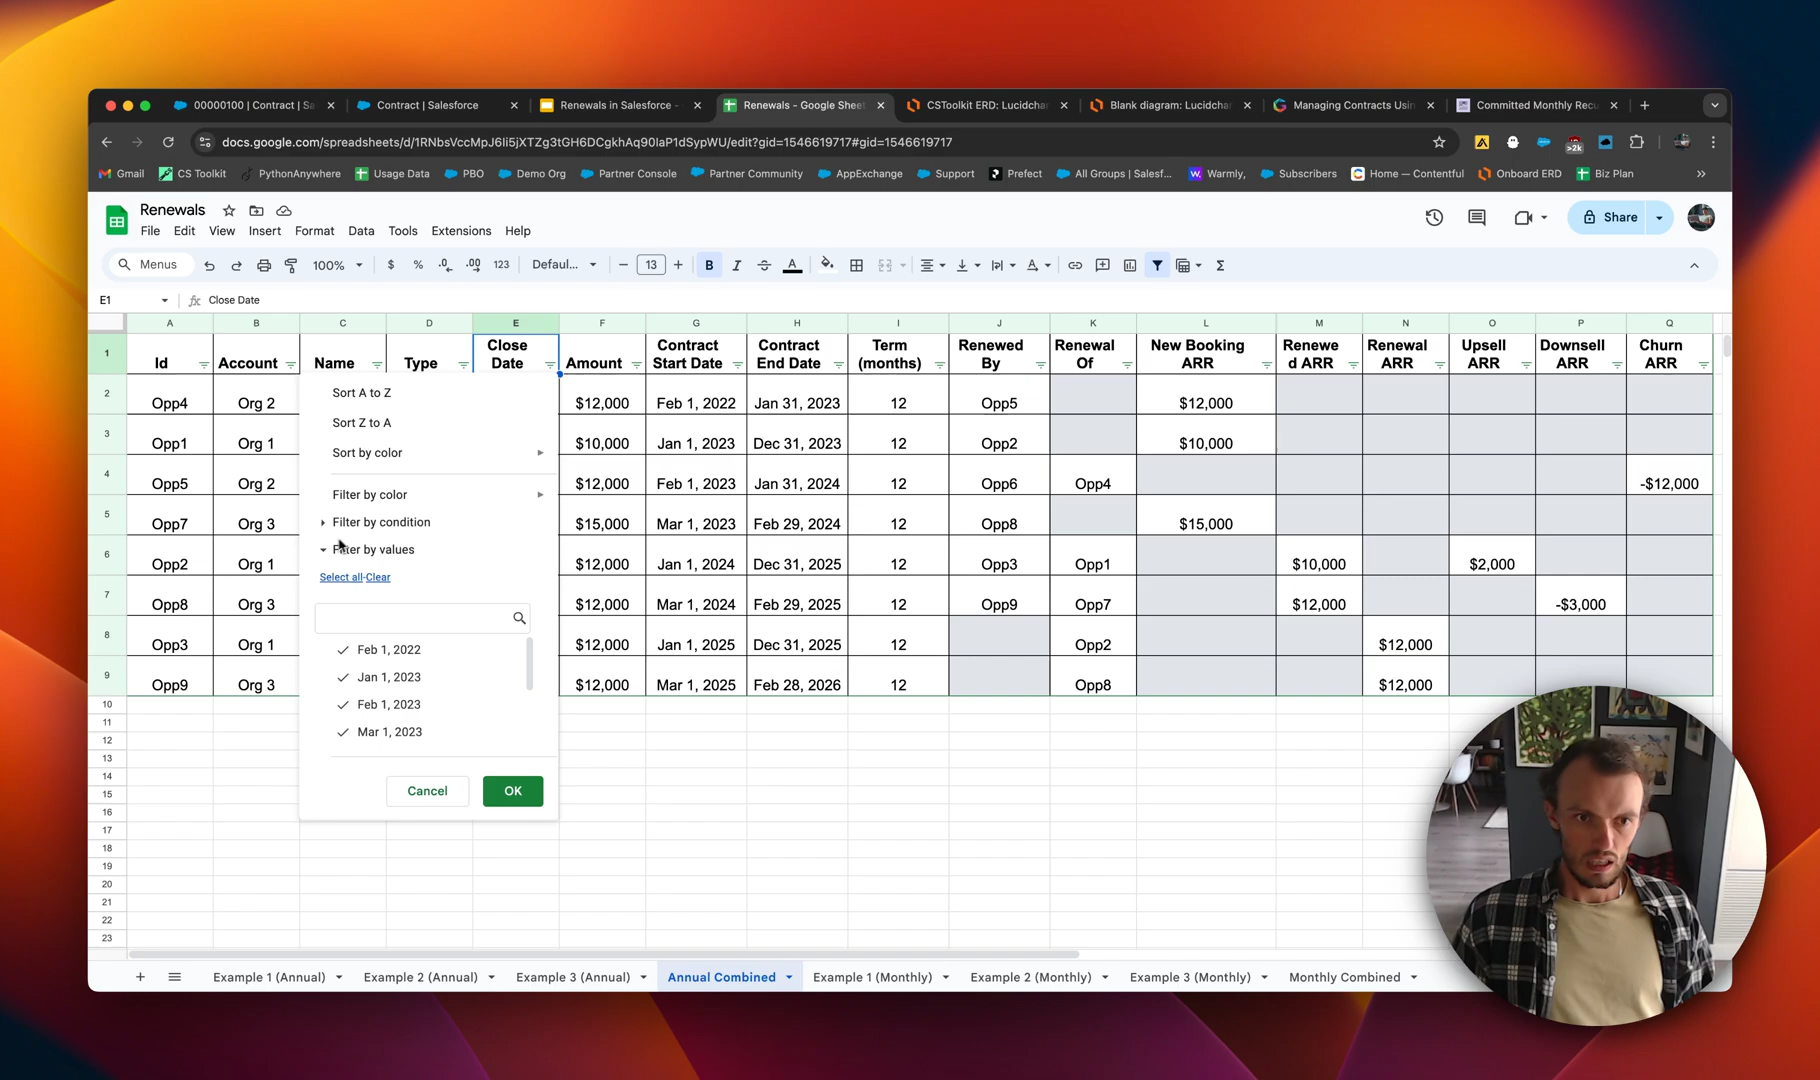 00000100 | Contract | Sa
Contract | Salesforce
Renewals in Salesforce -
Renewals - Google Sheet
CSToolkit ERD: Lucidchar
Blank diagram: Lucidchar
Managing Contracts Usin
Committed Monthly Recu
docs.google.com/spreadsheets/d/1RNbsVccMpJ6Ii5jXTZg3tGH6DCgkhAq90laP1dSypWU/edit?gid=1546619717#gid=1546619717
>2k
Gmail
CS Toolkit
PythonAnywhere
Usage Data
PBO
Demo Org
Partner Console
Partner Community
AppExchange
Support
Prefect
All Groups | Salesf...
Warmly,
Subscribers
Home — Contentful
Onboard ERD
Biz Plan
Renewals
File Edit View Insert Format Data Tools Extensions Help
Share
Menus 100% $ % .0 .00 123 Defaul... 13 B I
E1 fx Close Date
A B C D E F G H I J K L M N O P Q
1 Id Account Name Type Close Date Amount Contract Start Date Contract End Date Term (months) Renewed By Renewal Of New Booking ARR Renewe d ARR Renewal ARR Upsell ARR Downsell ARR Churn ARR
2 Opp4 Org 2 $12,000 Feb 1, 2022 Jan 31, 2023 12 Opp5 $12,000
3 Opp1 Org 1 $10,000 Jan 1, 2023 Dec 31, 2023 12 Opp2 $10,000
4 Opp5 Org 2 $12,000 Feb 1, 2023 Jan 31, 2024 12 Opp6 Opp4 -$12,000
5 Opp7 Org 3 $15,000 Mar 1, 2023 Feb 29, 2024 12 Opp8 $15,000
6 Opp2 Org 1 $12,000 Jan 1, 2024 Dec 31, 2025 12 Opp3 Opp1 $10,000 $2,000
7 Opp8 Org 3 $12,000 Mar 1, 2024 Feb 29, 2025 12 Opp9 Opp7 $12,000 -$3,000
8 Opp3 Org 1 $12,000 Jan 1, 2025 Dec 31, 2025 12 Opp2 $12,000
9 Opp9 Org 3 $12,000 Mar 1, 2025 Feb 28, 2026 12 Opp8 $12,000
10
11
12
13
14
15
16
17
18
19
20
21
22
23
Sort A to Z
Sort Z to A
Sort by color
Filter by color
Filter by condition
Filter by values
Select all-Clear
Feb 1, 2022
Jan 1, 2023
Feb 1, 2023
Mar 1, 2023
Cancel OK
Example 1 (Annual)
Example 2 (Annual)
Example 3 (Annual)
Annual Combined
Example 1 (Monthly)
Example 2 (Monthly)
Example 3 (Monthly)
Monthly Combined